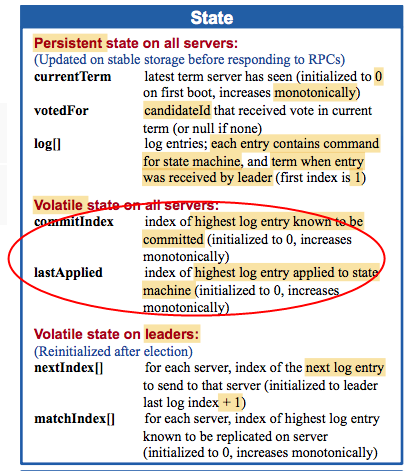 State
Persistent state on all servers:
(Updated on stable storage before responding to RPCs)
currentTerm latest term server has seen (initialized to 0
on first boot, increases monotonically)
votedFor candidateId that received vote in current
term (or null if none)
log[] log entries; each entry contains command
for state machine, and term when entry
was received by leader (first index is 1)
Volatile state on all servers:
commitIndex index of highest log entry known to be
committed (initialized to 0, increases
monotonically)
lastApplied index of highest log entry applied to state
machine (initialized to 0, increases
monotonically)
Volatile state on leaders:
(Reinitialized after election)
nextIndex[] for each server, index of the next log entry
to send to that server (initialized to leader
last log index + 1)
matchIndex[] for each server, index of highest log entry
known to be replicated on server
(initialized to 0, increases monotonically)